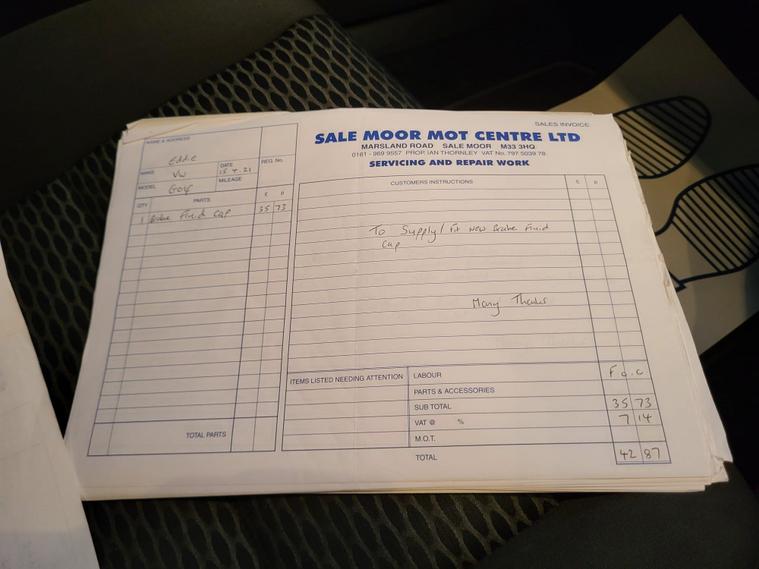 SALES INVOICE
SALE MOOR MOT CENTRE LTD
MARSLAND ROAD SALE MOOR M33 3HQ
0161 - 969 9557 PROP. IAN THORNLEY VAT No. 797 5039 78
SERVICING AND REPAIR WORK
NAME & ADDRESS
Eddie
MAKE VW DATE 15.4.21 REG. No.
MODEL Golf MILEAGE
QTY PARTS £ P
1 Brake Fluid Cap 35 73
TOTAL PARTS
CUSTOMERS INSTRUCTIONS £ P
To Supply / Fit New Brake Fluid
Cap
Many Thanks
ITEMS LISTED NEEDING ATTENTION LABOUR F.O.C
PARTS & ACCESSORIES
SUB TOTAL 35 73
VAT @ % 7 14
M.O.T.
TOTAL 42 87